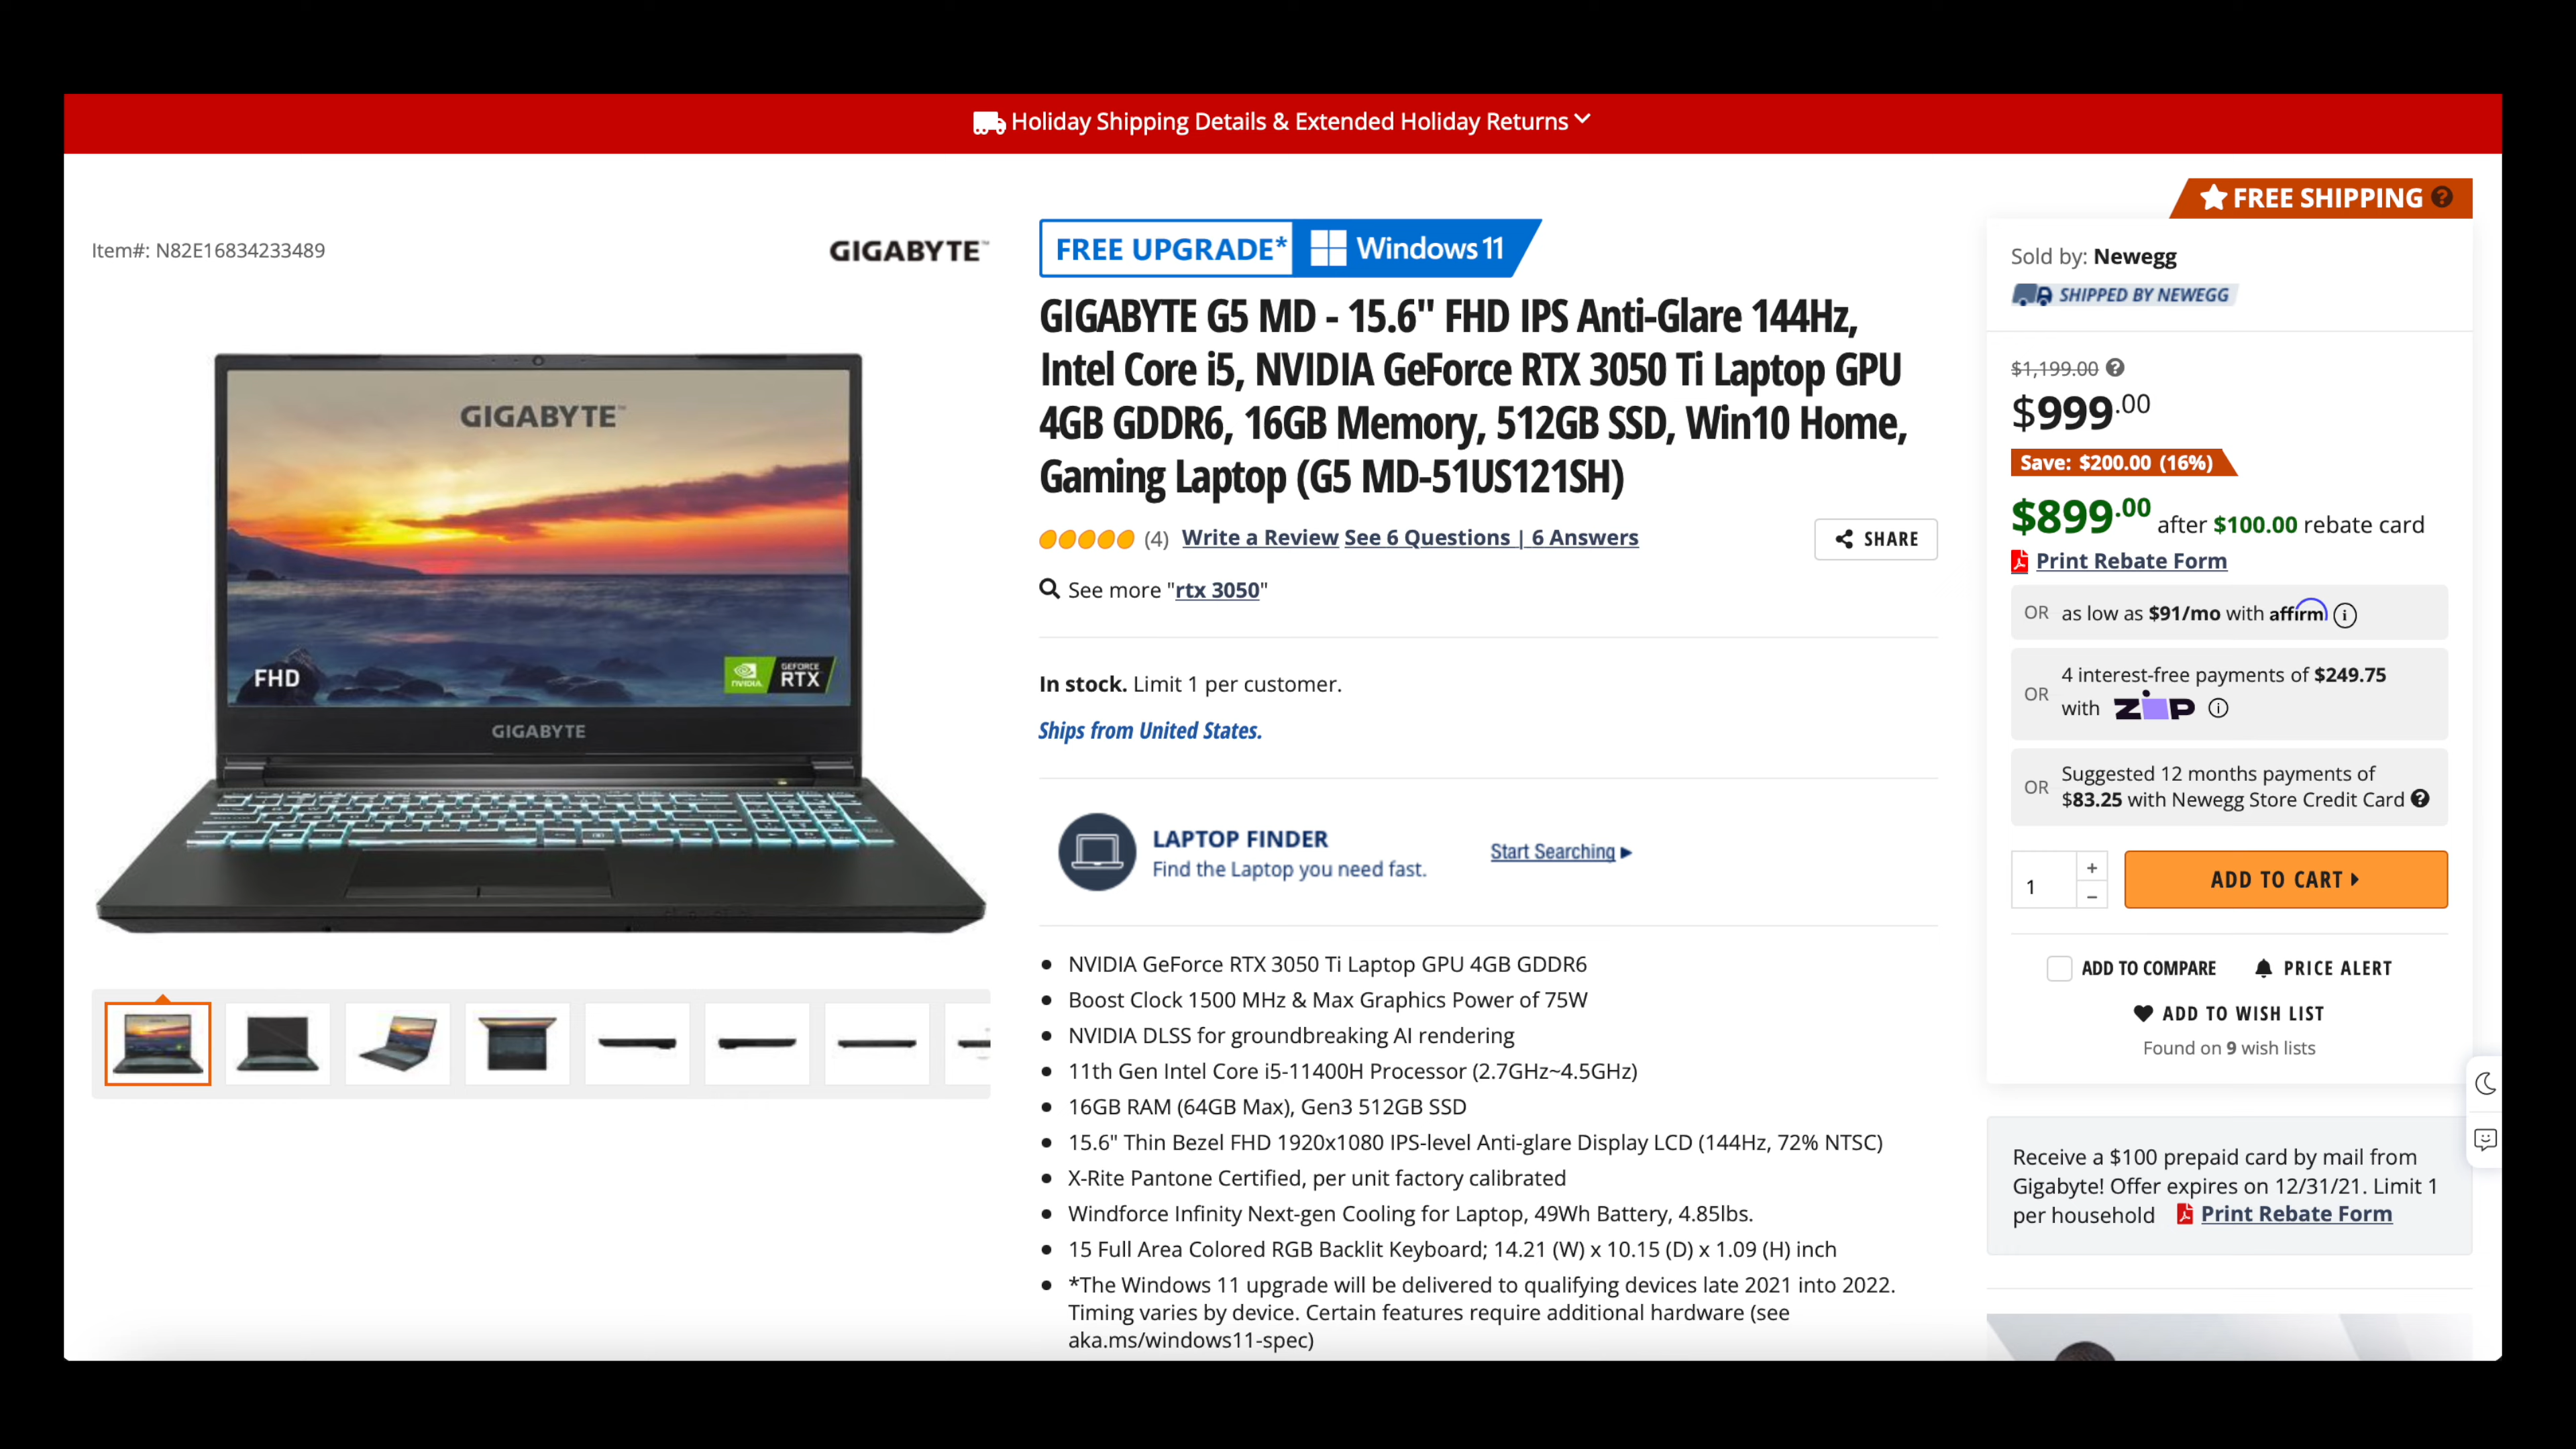 Holiday Shipping Details & Extended Holiday Returns
FREE SHIPPING
Item#: N82E16834233489
GIGABYTE™
GIGABYTE™
FHD
NVIDIA
GEFORCE
RTX
GIGABYTE
FREE UPGRADE*
Windows 11
GIGABYTE G5 MD - 15.6" FHD IPS Anti-Glare 144Hz,
Intel Core i5, NVIDIA GeForce RTX 3050 Ti Laptop GPU
4GB GDDR6, 16GB Memory, 512GB SSD, Win10 Home,
Gaming Laptop (G5 MD-51US121SH)
(4) Write a Review See 6 Questions | 6 Answers
SHARE
See more "rtx 3050"
In stock. Limit 1 per customer.
Ships from United States.
LAPTOP FINDER
Find the Laptop you need fast.
Start Searching
• NVIDIA GeForce RTX 3050 Ti Laptop GPU 4GB GDDR6
• Boost Clock 1500 MHz & Max Graphics Power of 75W
• NVIDIA DLSS for groundbreaking AI rendering
• 11th Gen Intel Core i5-11400H Processor (2.7GHz~4.5GHz)
• 16GB RAM (64GB Max), Gen3 512GB SSD
• 15.6" Thin Bezel FHD 1920x1080 IPS-level Anti-glare Display LCD (144Hz, 72% NTSC)
• X-Rite Pantone Certified, per unit factory calibrated
• Windforce Infinity Next-gen Cooling for Laptop, 49Wh Battery, 4.85lbs.
• 15 Full Area Colored RGB Backlit Keyboard; 14.21 (W) x 10.15 (D) x 1.09 (H) inch
• *The Windows 11 upgrade will be delivered to qualifying devices late 2021 into 2022.
Timing varies by device. Certain features require additional hardware (see
aka.ms/windows11-spec)
Sold by: Newegg
SHIPPED BY NEWEGG
$1,199.00
$999.00
Save: $200.00 (16%)
$899.00 after $100.00 rebate card
Print Rebate Form
OR as low as $91/mo with affirm
OR 4 interest-free payments of $249.75
with zip
OR Suggested 12 months payments of
$83.25 with Newegg Store Credit Card
1
+
−
ADD TO CART
ADD TO COMPARE
PRICE ALERT
ADD TO WISH LIST
Found on 9 wish lists
Receive a $100 prepaid card by mail from
Gigabyte! Offer expires on 12/31/21. Limit 1
per household Print Rebate Form